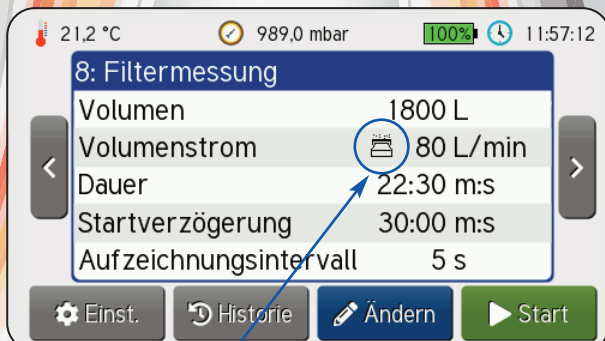 21,2 °C 989,0 mbar 100% 11:57:12
8: Filtermessung
Volumen 1800 L
Volumenstrom 80 L/min
Dauer 22:30 m:s
Startverzögerung 30:00 m:s
Aufzeichnungsintervall 5 s
Einst. Historie Ändern Start